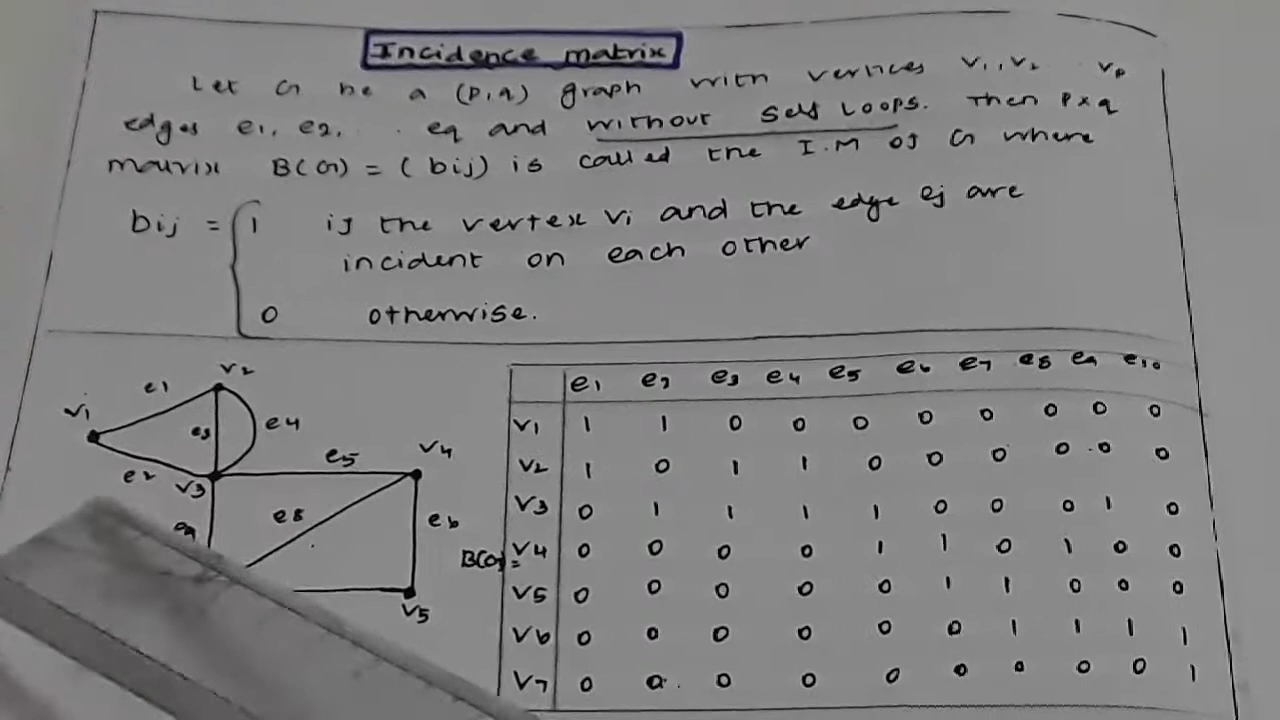 Incidence matrix
Let G be a (p,q) graph with vertices v1, v2 vp
edges e1, e2, . . eq and without self loops. Then p×q
matrix B(G) = (bij) is called the I.M of G where
bij = { 1 if the vertex vi and the edge ej are
incident on each other
0 otherwise.
v2
e1
v1
e3
e4
e2
v3
e5
v4
e9
e8
e6
v5
e1 e2 e3 e4 e5 e6 e7 e8 e9 e10
v1 1 1 0 0 0 0 0 0 0 0
v2 1 0 1 1 0 0 0 0 0 0
v3 0 1 1 1 1 0 0 0 1 0
B(G) = v4 0 0 0 0 1 1 0 1 0 0
v5 0 0 0 0 0 1 1 0 0 0
v6 0 0 0 0 0 0 1 1 1 1
v7 0 0 0 0 0 0 0 0 0 1